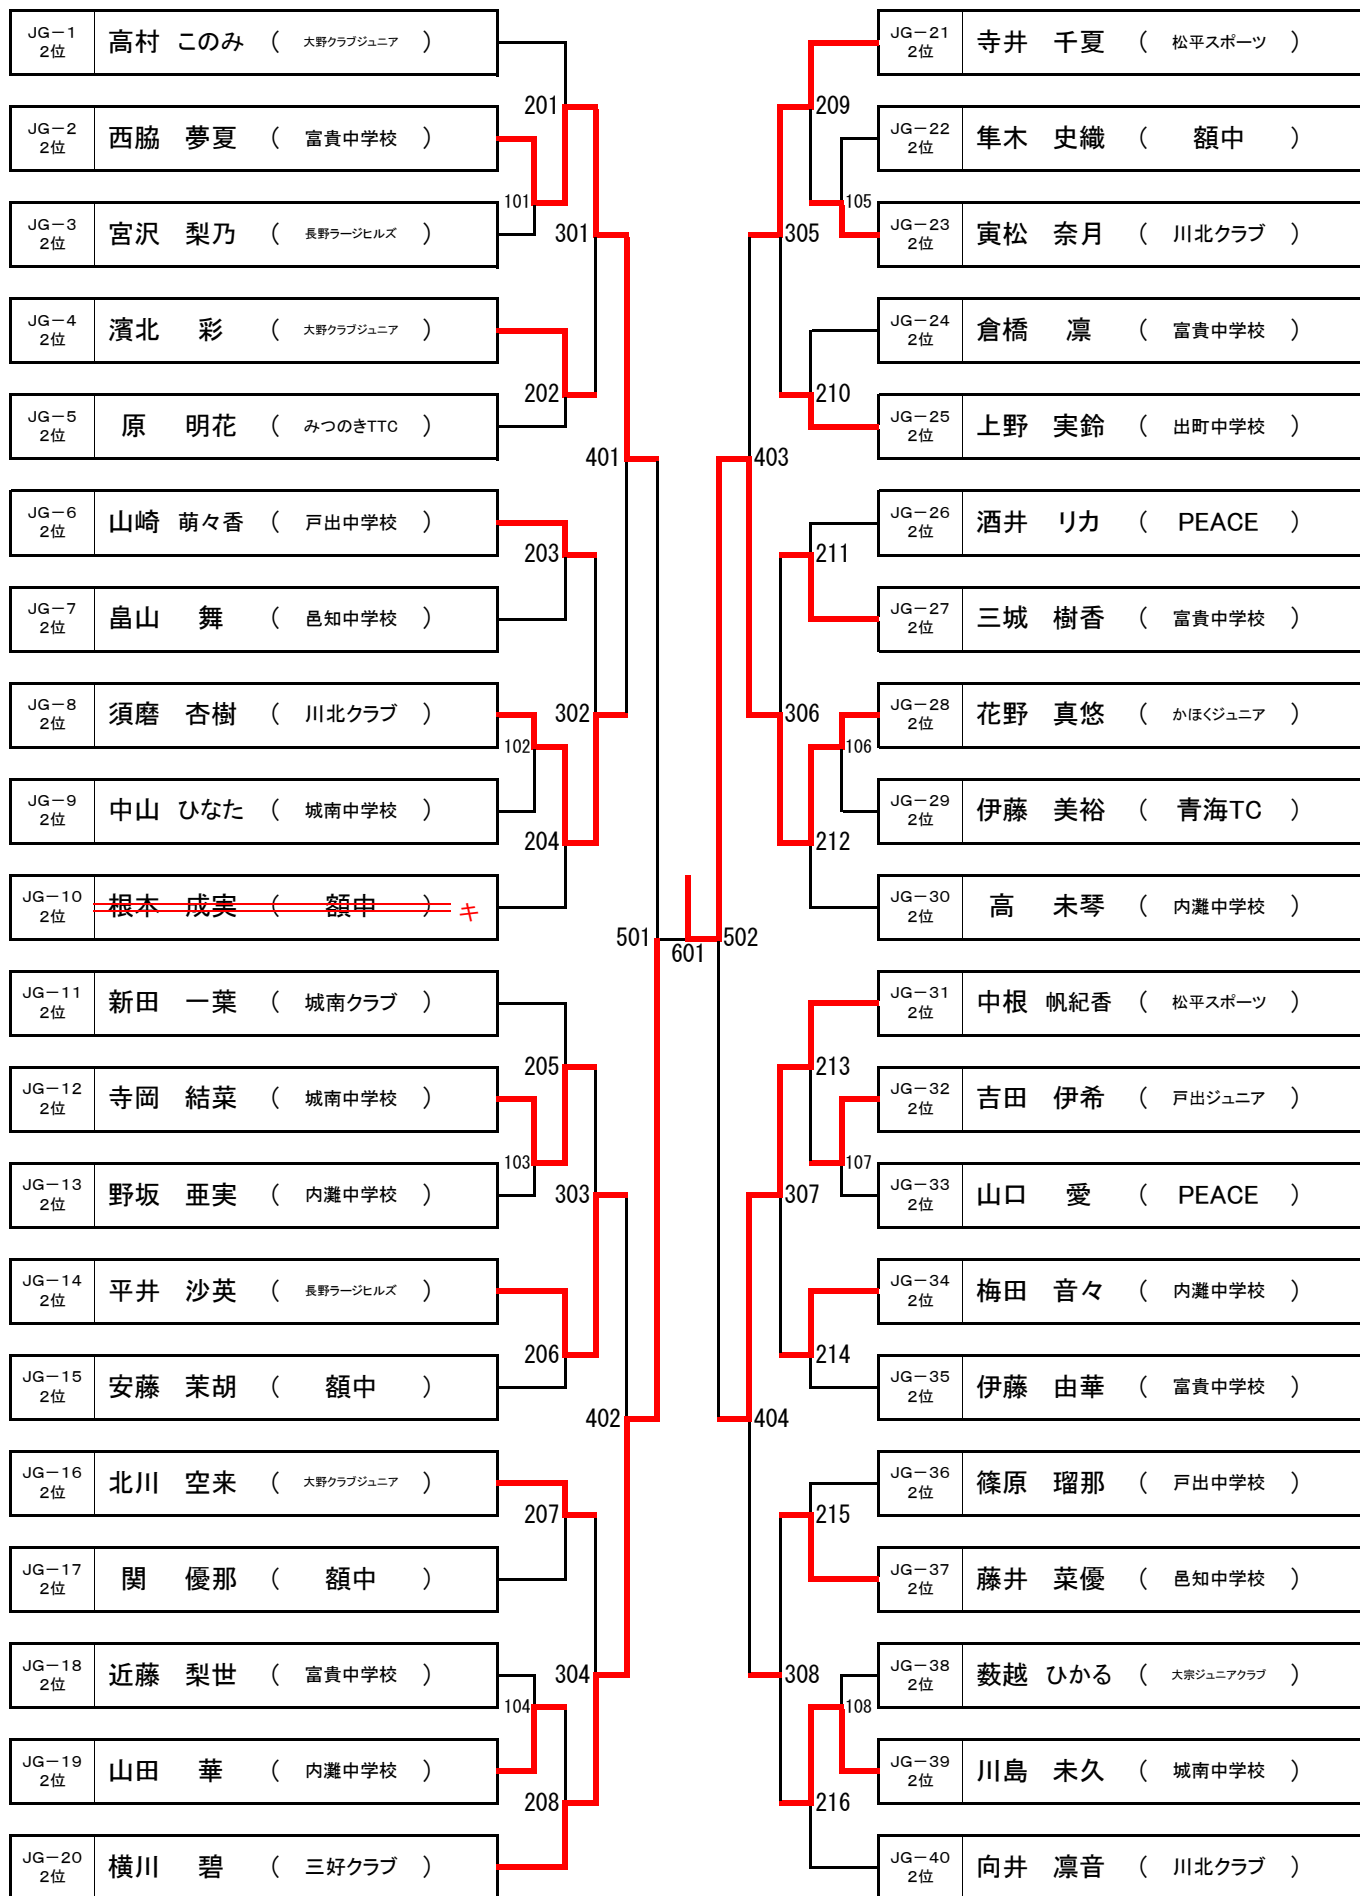 JG－1
2位
高村 このみ （ 大野クラブジュニア ）
JG－2
2位
西脇 夢夏 （ 富貴中学校 ）
JG－3
2位
宮沢 梨乃 （ 長野ラージヒルズ ）
JG－4
2位
濱北 彩 （ 大野クラブジュニア ）
JG－5
2位
原 明花 （ みつのきTTC ）
JG－6
2位
山崎 萌々香 （ 戸出中学校 ）
JG－7
2位
畠山 舞 （ 邑知中学校 ）
JG－8
2位
須磨 杏樹 （ 川北クラブ ）
JG－9
2位
中山 ひなた （ 城南中学校 ）
JG－10
2位
根本 成実 （ 額中 ） キ
JG－11
2位
新田 一葉 （ 城南クラブ ）
JG－12
2位
寺岡 結菜 （ 城南中学校 ）
JG－13
2位
野坂 亜実 （ 内灘中学校 ）
JG－14
2位
平井 沙英 （ 長野ラージヒルズ ）
JG－15
2位
安藤 茉胡 （ 額中 ）
JG－16
2位
北川 空来 （ 大野クラブジュニア ）
JG－17
2位
関 優那 （ 額中 ）
JG－18
2位
近藤 梨世 （ 富貴中学校 ）
JG－19
2位
山田 華 （ 内灘中学校 ）
JG－20
2位
横川 碧 （ 三好クラブ ）
201
101
301
202
401
203
302
102
204
501
205
103
303
206
402
207
304
104
208
601
502
209
105
305
210
403
211
306
106
212
213
107
307
214
404
215
308
108
216
JG－21
2位
寺井 千夏 （ 松平スポーツ ）
JG－22
2位
隼木 史織 （ 額中 ）
JG－23
2位
寅松 奈月 （ 川北クラブ ）
JG－24
2位
倉橋 凛 （ 富貴中学校 ）
JG－25
2位
上野 実鈴 （ 出町中学校 ）
JG－26
2位
酒井 リカ （ PEACE ）
JG－27
2位
三城 樹香 （ 富貴中学校 ）
JG－28
2位
花野 真悠 （ かほくジュニア ）
JG－29
2位
伊藤 美裕 （ 青海TC ）
JG－30
2位
高 未琴 （ 内灘中学校 ）
JG－31
2位
中根 帆紀香 （ 松平スポーツ ）
JG－32
2位
吉田 伊希 （ 戸出ジュニア ）
JG－33
2位
山口 愛 （ PEACE ）
JG－34
2位
梅田 音々 （ 内灘中学校 ）
JG－35
2位
伊藤 由華 （ 富貴中学校 ）
JG－36
2位
篠原 瑠那 （ 戸出中学校 ）
JG－37
2位
藤井 菜優 （ 邑知中学校 ）
JG－38
2位
薮越 ひかる （ 大宗ジュニアクラブ ）
JG－39
2位
川島 未久 （ 城南中学校 ）
JG－40
2位
向井 凛音 （ 川北クラブ ）